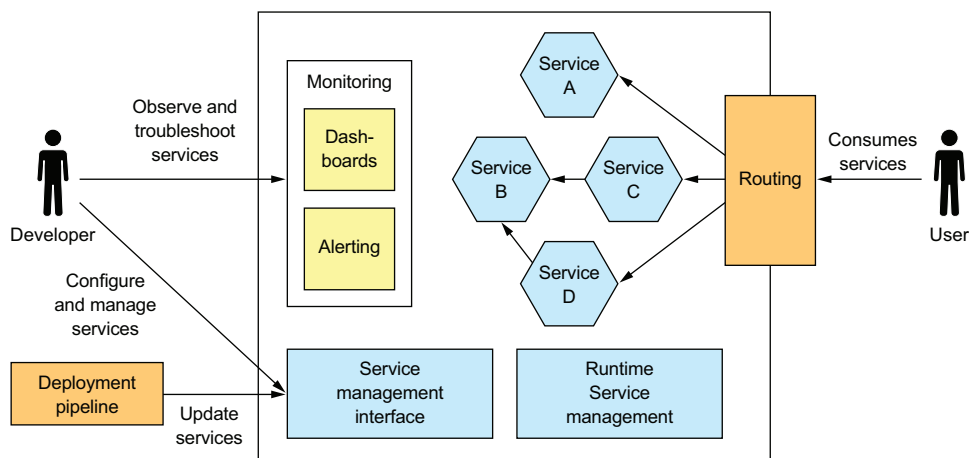 Monitoring
Dash-
boards
Alerting
Service
A
Service
B
Service
C
Service
D
Routing
Consumes
services
User
Observe and
troubleshoot
services
Developer
Configure
and manage
services
Deployment
pipeline
Update
services
Service
management
interface
Runtime
Service
management